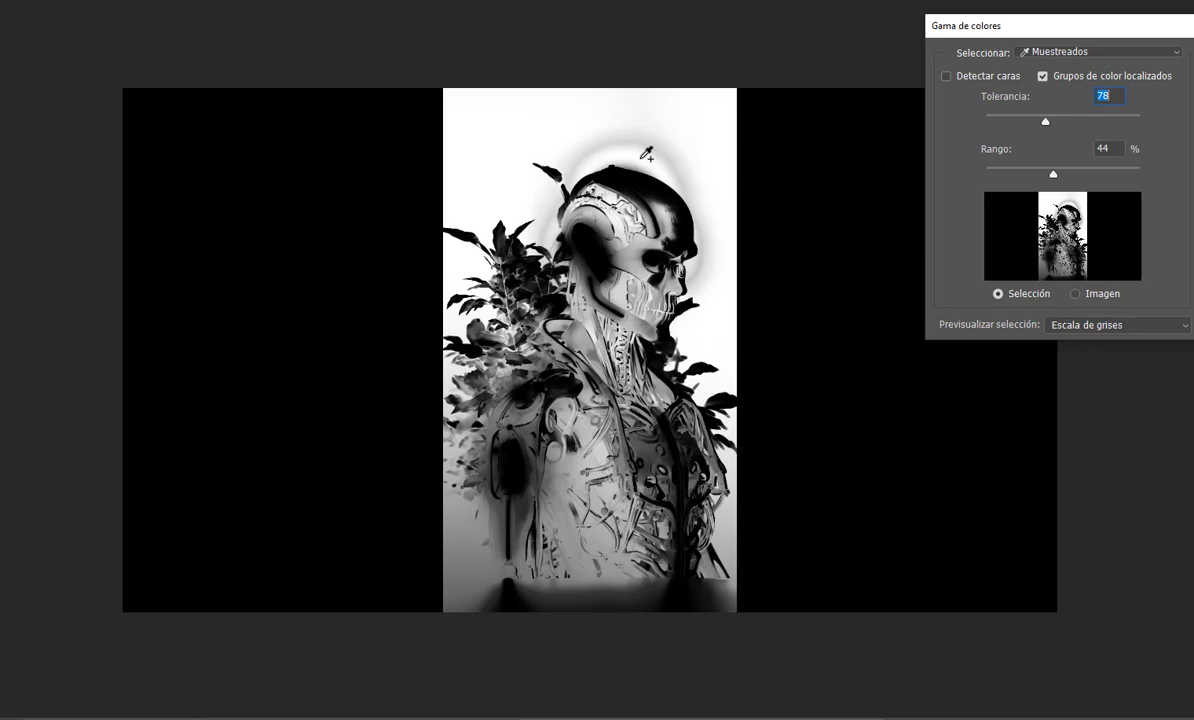 Gama de colores
Seleccionar: Muestreados
Detectar caras Grupos de color localizados
Tolerancia: 78
Rango: 44 %
Selección Imagen
Previsualizar selección: Escala de grises